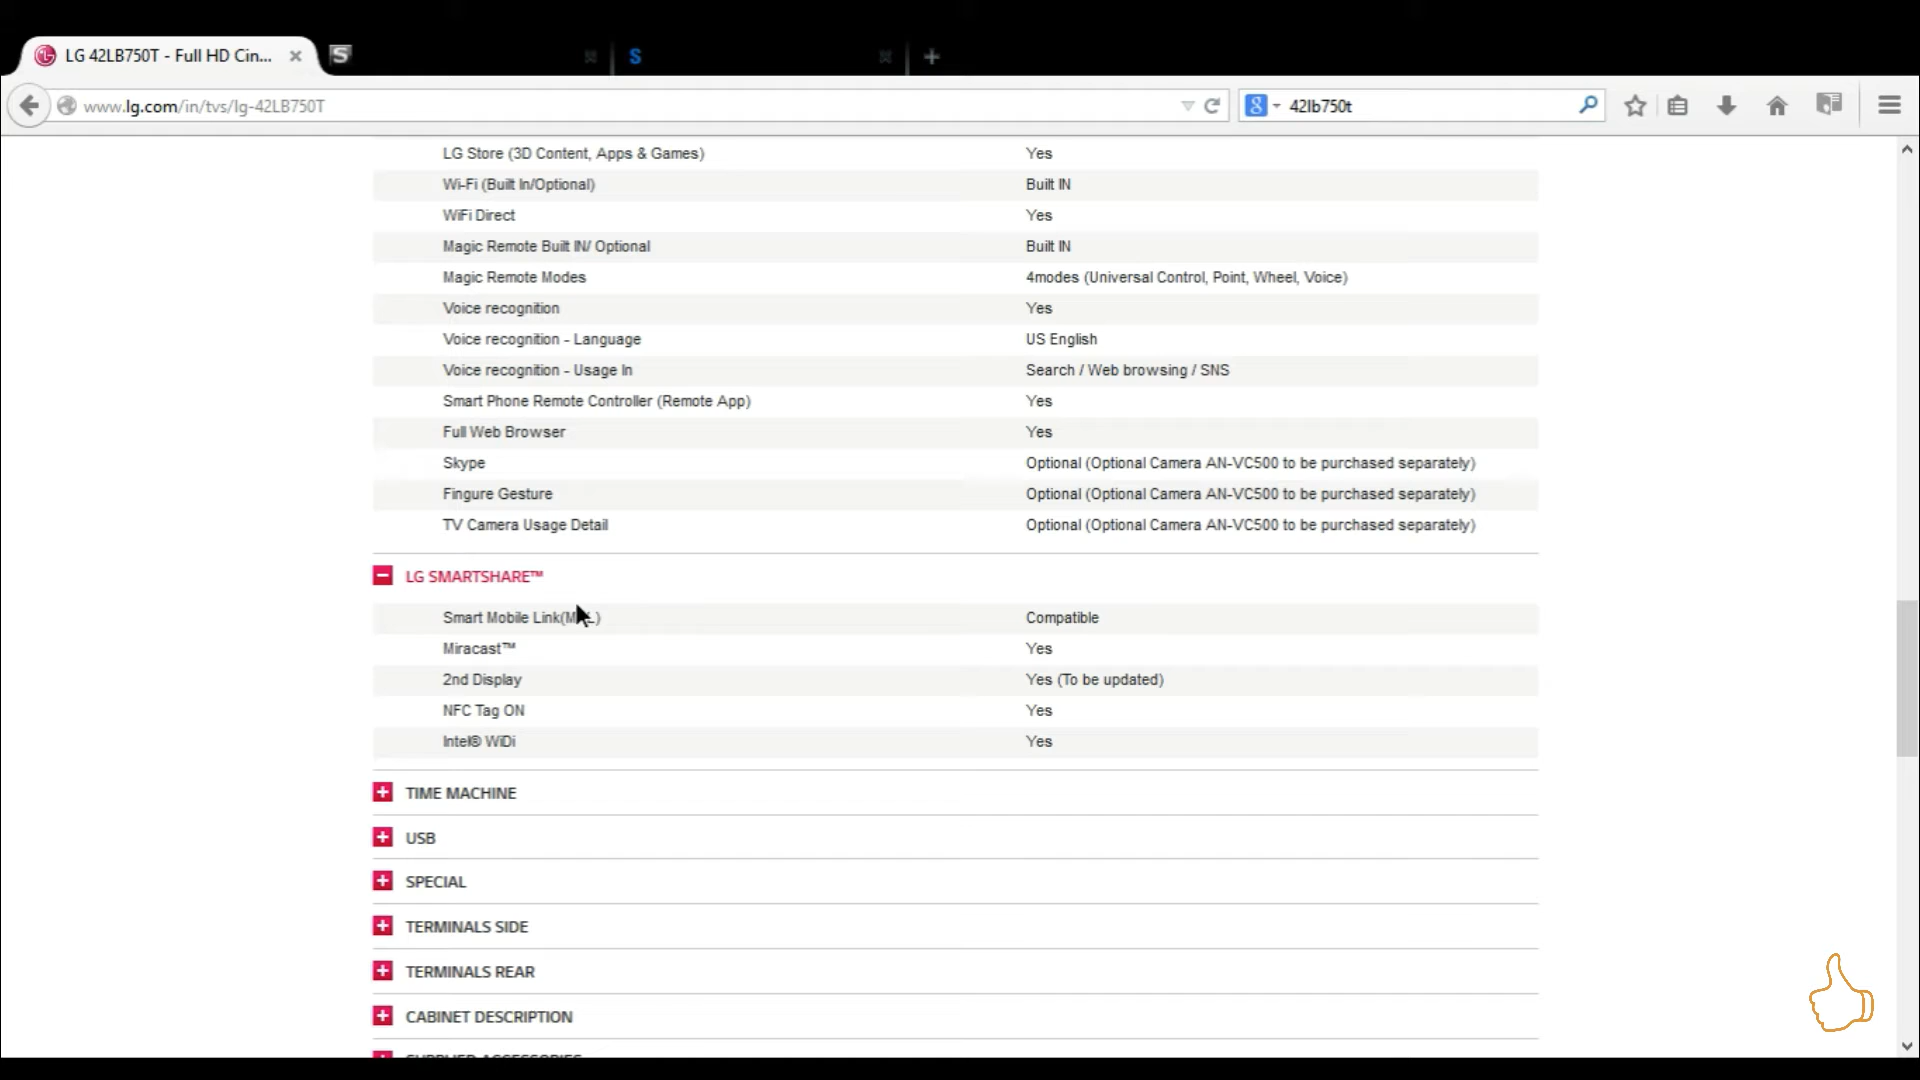 LG 42LB750T - Full HD Cin...
S
S
www.lg.com/in/tvs/lg-42LB750T
8
42lb750t
LG Store (3D Content, Apps & Games) Yes
Wi-Fi (Built In/Optional) Built IN
WiFi Direct Yes
Magic Remote Built IN/ Optional Built IN
Magic Remote Modes 4modes (Universal Control, Point, Wheel, Voice)
Voice recognition Yes
Voice recognition - Language US English
Voice recognition - Usage In Search / Web browsing / SNS
Smart Phone Remote Controller (Remote App) Yes
Full Web Browser Yes
Skype Optional (Optional Camera AN-VC500 to be purchased separately)
Fingure Gesture Optional (Optional Camera AN-VC500 to be purchased separately)
TV Camera Usage Detail Optional (Optional Camera AN-VC500 to be purchased separately)
LG SMARTSHARE™
Smart Mobile Link Compatible
Miracast™ Yes
2nd Display Yes (To be updated)
NFC Tag ON Yes
Intel® WiDi Yes
TIME MACHINE
USB
SPECIAL
TERMINALS SIDE
TERMINALS REAR
CABINET DESCRIPTION
SUPPLIED ACCESSORIES